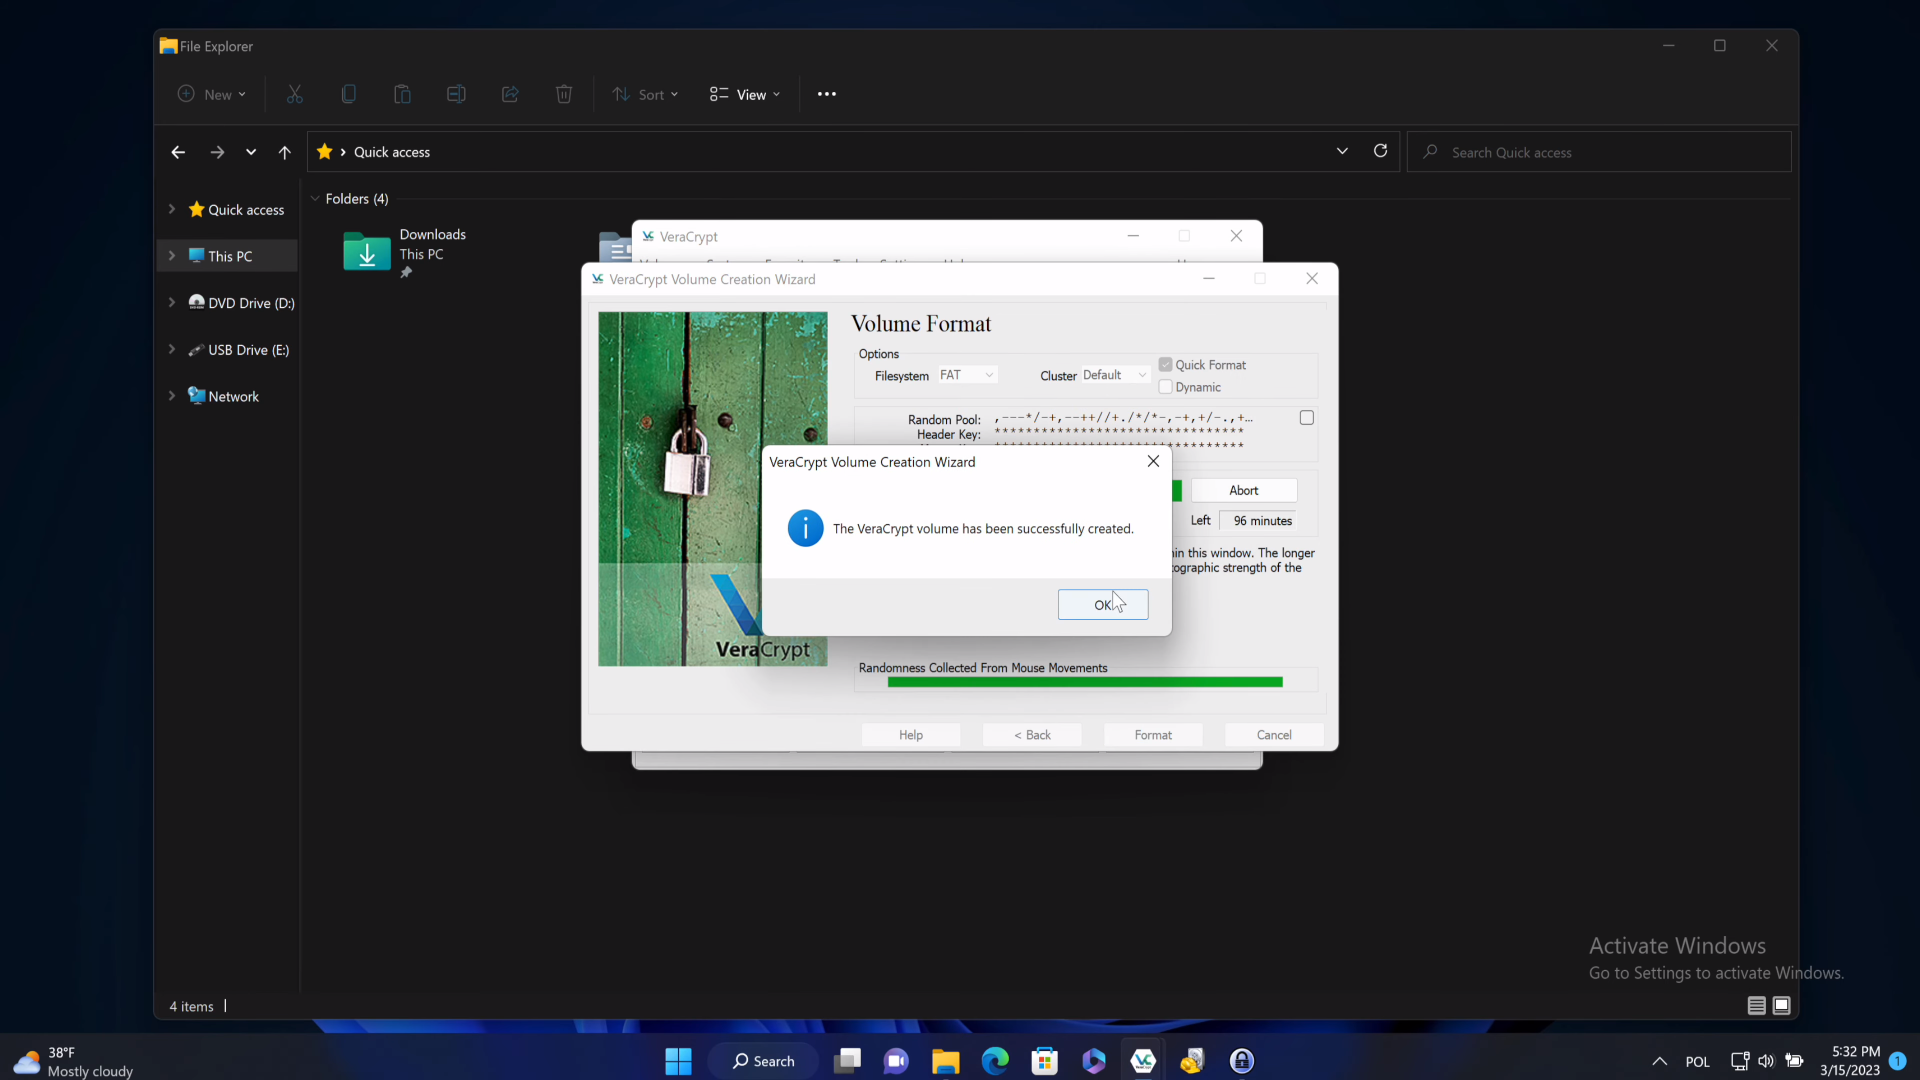 File Explorer
New
Sort
View
Quick access
Search Quick access
Quick access
This PC
DVD Drive (D:)
USB Drive (E:)
Network
Folders (4)
Downloads
This PC
VeraCrypt
VeraCrypt Volume Creation Wizard
Volume Format
Options
Filesystem FAT
Cluster Default
Quick Format
Dynamic
Random Pool: ,---*/-+,--++//+./*/*-,-+,+/-.,+...
Header Key: ********************************
VeraCrypt Volume Creation Wizard
The VeraCrypt volume has been successfully created.
OK
Abort
Left 96 minutes
in this window. The longer
ographic strength of the
VeraCrypt
Randomness Collected From Mouse Movements
Help
< Back
Format
Cancel
Activate Windows
Go to Settings to activate Windows.
4 items
38°F
Mostly cloudy
Search
POL
5:32 PM
3/15/2023
1